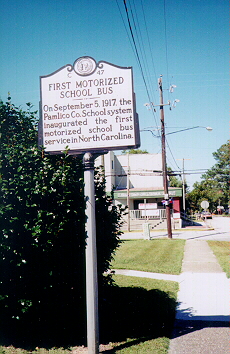 C 47
FIRST MOTORIZED
SCHOOL BUS
On September 5, 1917, the
Pamlico Co. School system
inaugurated the first
motorized school bus
service in North Carolina.